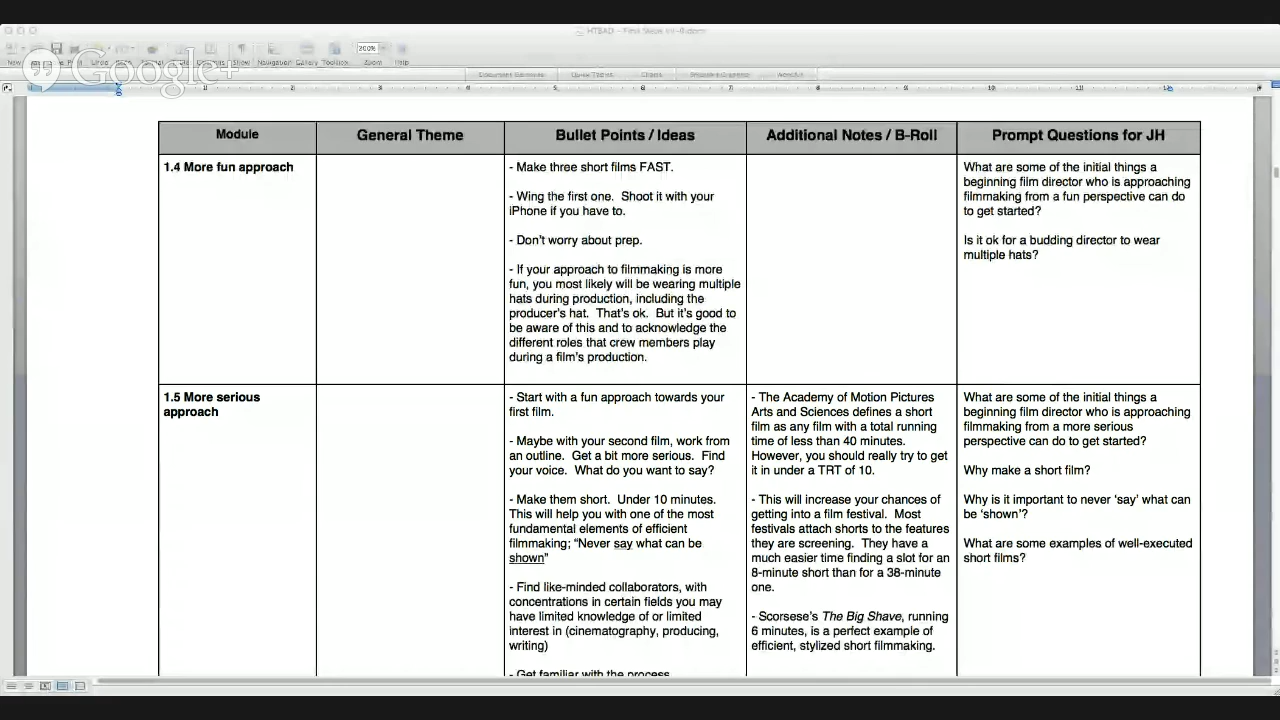 Google+
200%
Navigation Gallery Toolbox Zoom Help
Module
General Theme
Bullet Points / Ideas
Additional Notes / B-Roll
Prompt Questions for JH
1.4 More fun approach
- Make three short films FAST.
- Wing the first one. Shoot it with your
iPhone if you have to.
- Don't worry about prep.
- If your approach to filmmaking is more
fun, you most likely will be wearing multiple
hats during production, including the
producer's hat. That's ok. But it's good to
be aware of this and to acknowledge the
different roles that crew members play
during a film's production.
What are some of the initial things a
beginning film director who is approaching
filmmaking from a fun perspective can do
to get started?
Is it ok for a budding director to wear
multiple hats?
1.5 More serious
approach
- Start with a fun approach towards your
first film.
- Maybe with your second film, work from
an outline. Get a bit more serious. Find
your voice. What do you want to say?
- Make them short. Under 10 minutes.
This will help you with one of the most
fundamental elements of efficient
filmmaking; “Never say what can be
shown”
- Find like-minded collaborators, with
concentrations in certain fields you may
have limited knowledge of or limited
interest in (cinematography, producing,
writing)
- Get familiar with the process
- The Academy of Motion Pictures
Arts and Sciences defines a short
film as any film with a total running
time of less than 40 minutes.
However, you should really try to get
it in under a TRT of 10.
- This will increase your chances of
getting into a film festival. Most
festivals attach shorts to the features
they are screening. They have a
much easier time finding a slot for an
8-minute short than for a 38-minute
one.
- Scorsese's The Big Shave, running
6 minutes, is a perfect example of
efficient, stylized short filmmaking.
What are some of the initial things a
beginning film director who is approaching
filmmaking from a more serious
perspective can do to get started?
Why make a short film?
Why is it important to never ‘say’ what can
be ‘shown’?
What are some examples of well-executed
short films?